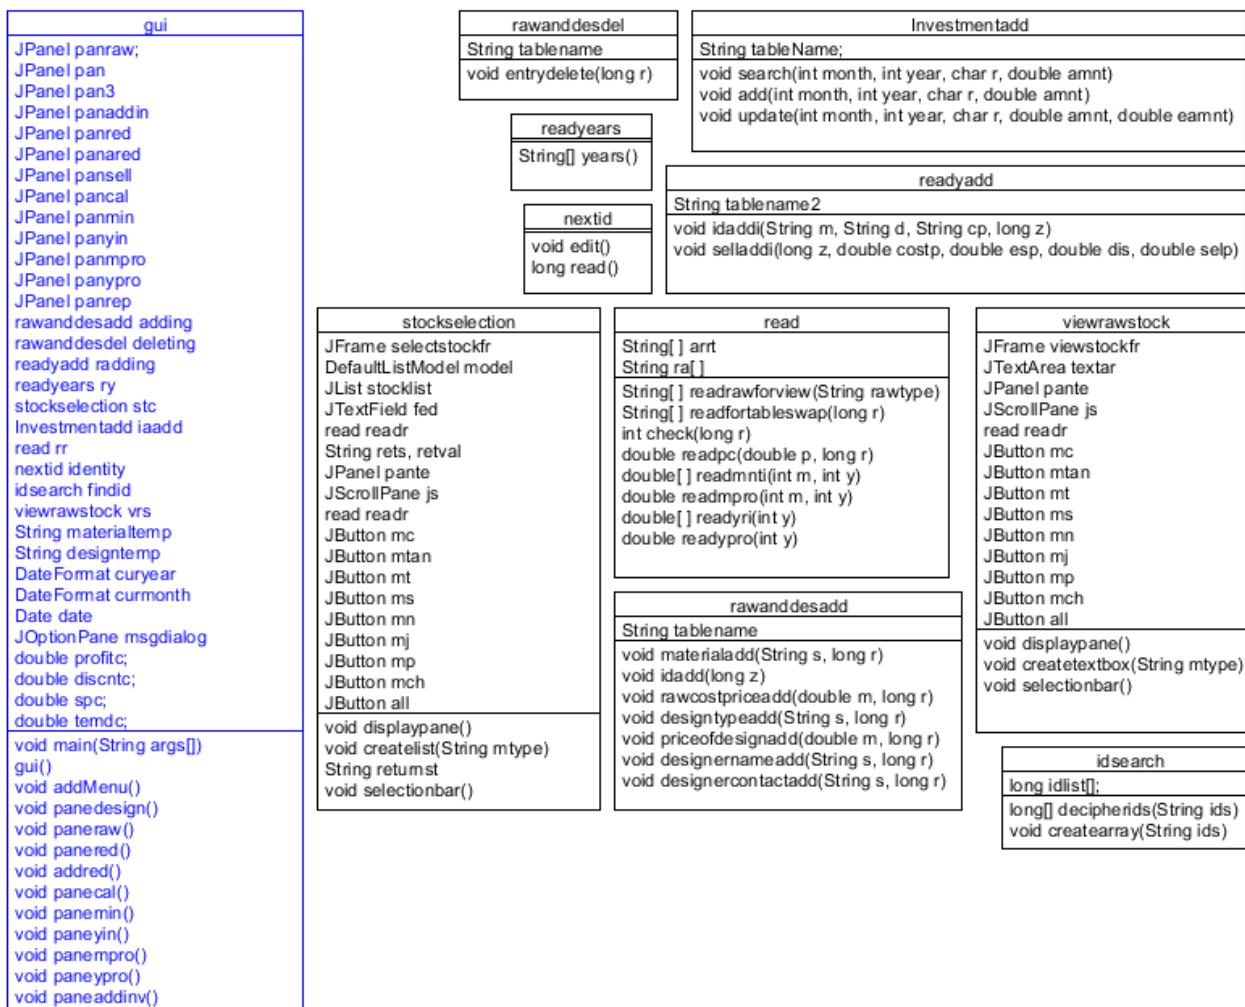 gui
JPanel panraw;
JPanel pan
JPanel pan3
JPanel panaddin
JPanel panred
JPanel panared
JPanel pansell
JPanel pancal
JPanel panmin
JPanel panyin
JPanel panmpro
JPanel panypro
JPanel panrep
rawanddesadd adding
rawanddesdel deleting
readyadd radding
readyears ry
stockselection stc
Investmentadd iaadd
read rr
nextid identity
idsearch findid
viewrawstock vrs
String materialtemp
String designtemp
DateFormat curyear
DateFormat curmonth
Date date
JOptionPane msgdialog
double profitc;
double discntc;
double spc;
double temdc;
void main(String args[])
gui()
void addMenu()
void panedesign()
void paneraw()
void panered()
void addred()
void panecal()
void panemin()
void paneyin()
void panempro()
void paneypro()
void paneaddinv()
rawanddesdel
String tablename
void entrydelete(long r)
Investmentadd
String tableName;
void search(int month, int year, char r, double amnt)
void add(int month, int year, char r, double amnt)
void update(int month, int year, char r, double amnt, double eamnt)
readyears
String[] years()
readyadd
String tablename2
void idaddi(String m, String d, String cp, long z)
void selladdi(long z, double costp, double esp, double dis, double selp)
nextid
void edit()
long read()
stockselection
JFrame selectstockfr
DefaultListModel model
JList stocklist
JTextField fed
read readr
String rets, retval
JPanel pante
JScrollPane js
read readr
JButton mc
JButton mtan
JButton mt
JButton ms
JButton mn
JButton mj
JButton mp
JButton mch
JButton all
void displaypane()
void createlist(String mtype)
String returnst
void selectionbar()
read
String[ ] arrt
String ra[ ]
String[ ] readrawforview(String rawtype)
String[ ] readfortableswap(long r)
int check(long r)
double readpc(double p, long r)
double[ ] readmnti(int m, int y)
double readmpro(int m, int y)
double[ ] readyri(int y)
double readypro(int y)
rawanddesadd
String tablename
void materialadd(String s, long r)
void idadd(long z)
void rawcostpriceadd(double m, long r)
void designtypeadd(String s, long r)
void priceofdesignadd(double m, long r)
void designernameadd(String s, long r)
void designercontactadd(String s, long r)
viewrawstock
JFrame viewstockfr
JTextArea textar
JPanel pante
JScrollPane js
read readr
JButton mc
JButton mtan
JButton mt
JButton ms
JButton mn
JButton mj
JButton mp
JButton mch
JButton all
void displaypane()
void createtextbox(String mtype)
void selectionbar()
idsearch
long idlist[];
long[] decipherids(String ids)
void createarray(String ids)